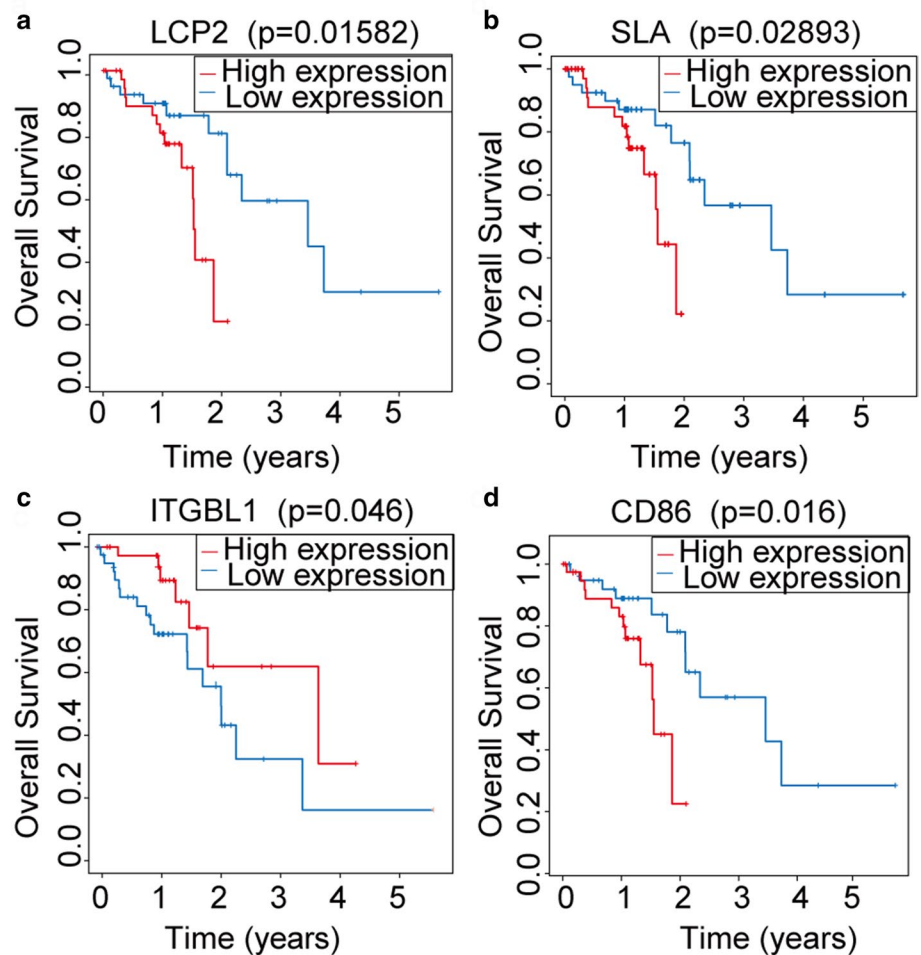 a
LCP2 (p=0.01582)
High expression
Low expression
Overall Survival
1.0
0.8
0.6
0.4
0.2
0.0
0 1 2 3 4 5
Time (years)
b
SLA (p=0.02893)
High expression
Low expression
Overall Survival
1.0
0.8
0.6
0.4
0.2
0.0
0 1 2 3 4 5
Time (years)
c
ITGBL1 (p=0.046)
High expression
Low expression
Overall Survival
1.0
0.8
0.6
0.4
0.2
0.0
0 1 2 3 4 5
Time (years)
d
CD86 (p=0.016)
High expression
Low expression
Overall Survival
1.0
0.8
0.6
0.4
0.2
0.0
0 1 2 3 4 5
Time (years)